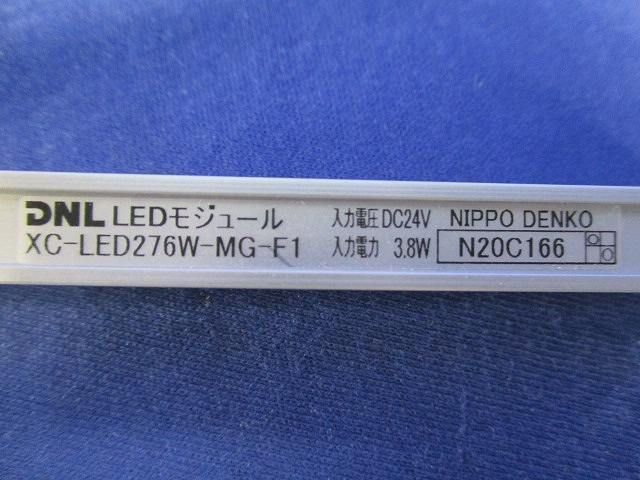 DNL LEDモジュール 入力電圧 DC24V NIPPO DENKO
XC-LED276W-MG-F1 入力電力 3.8W N20C166